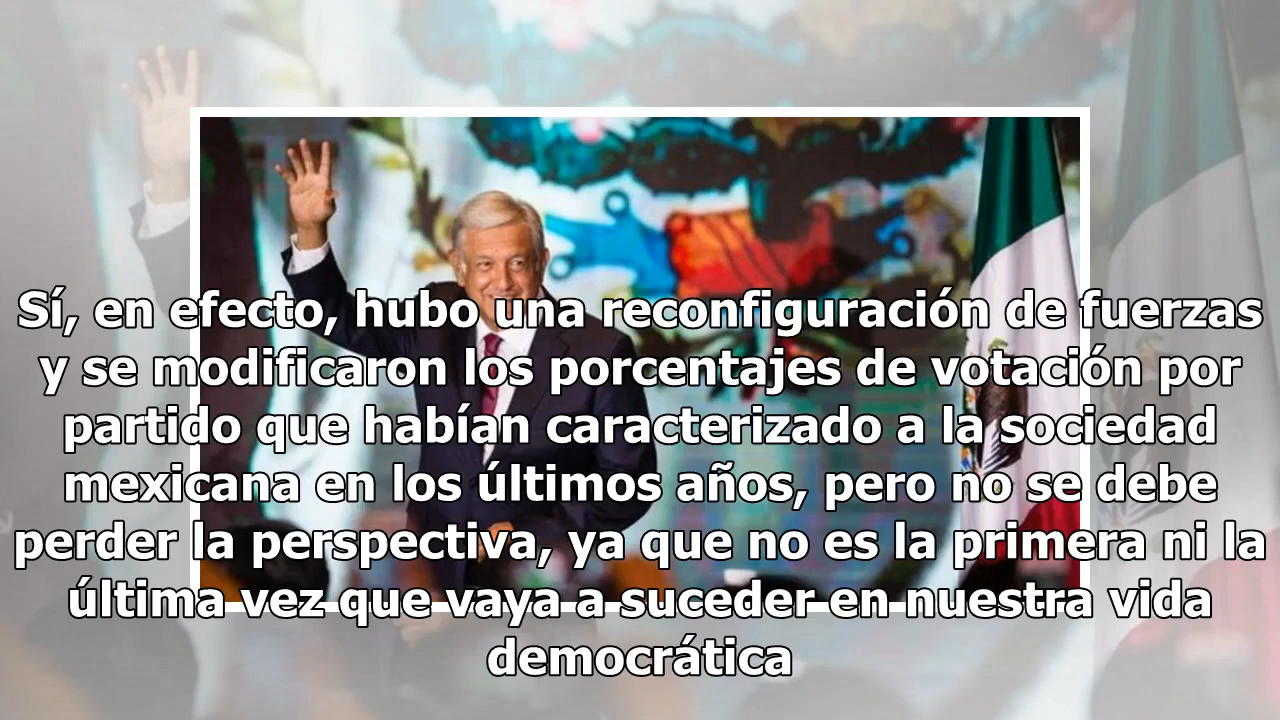 Sí, en efecto, hubo una reconfiguración de fuerzas
y se modificaron los porcentajes de votación por
partido que habían caracterizado a la sociedad
mexicana en los últimos años, pero no se debe
perder la perspectiva, ya que no es la primera ni la
última vez que vaya a suceder en nuestra vida
democrática